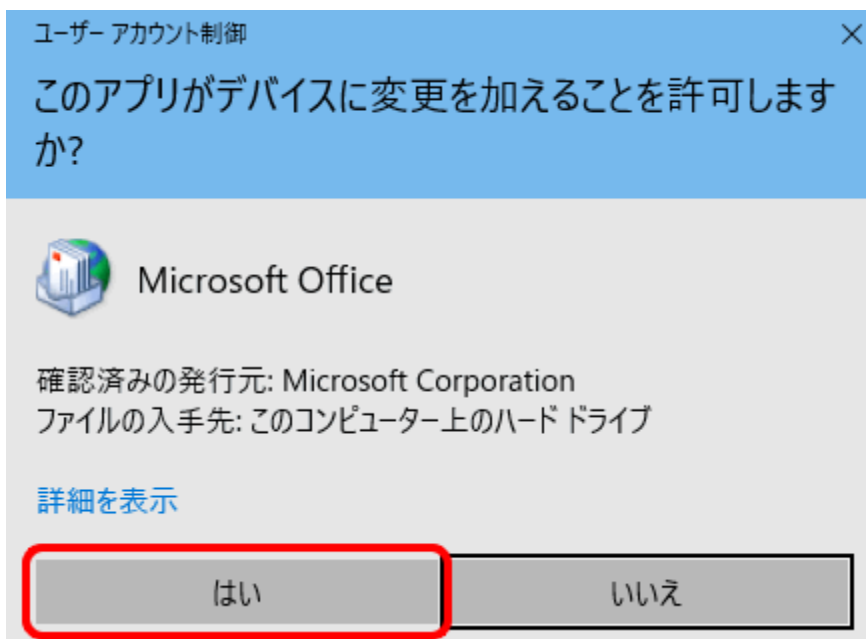 ユーザー アカウント制御
このアプリがデバイスに変更を加えることを許可します
か?
Microsoft Office
確認済みの発行元: Microsoft Corporation
ファイルの入手先: このコンピューター上のハード ドライブ
詳細を表示
はい
いいえ